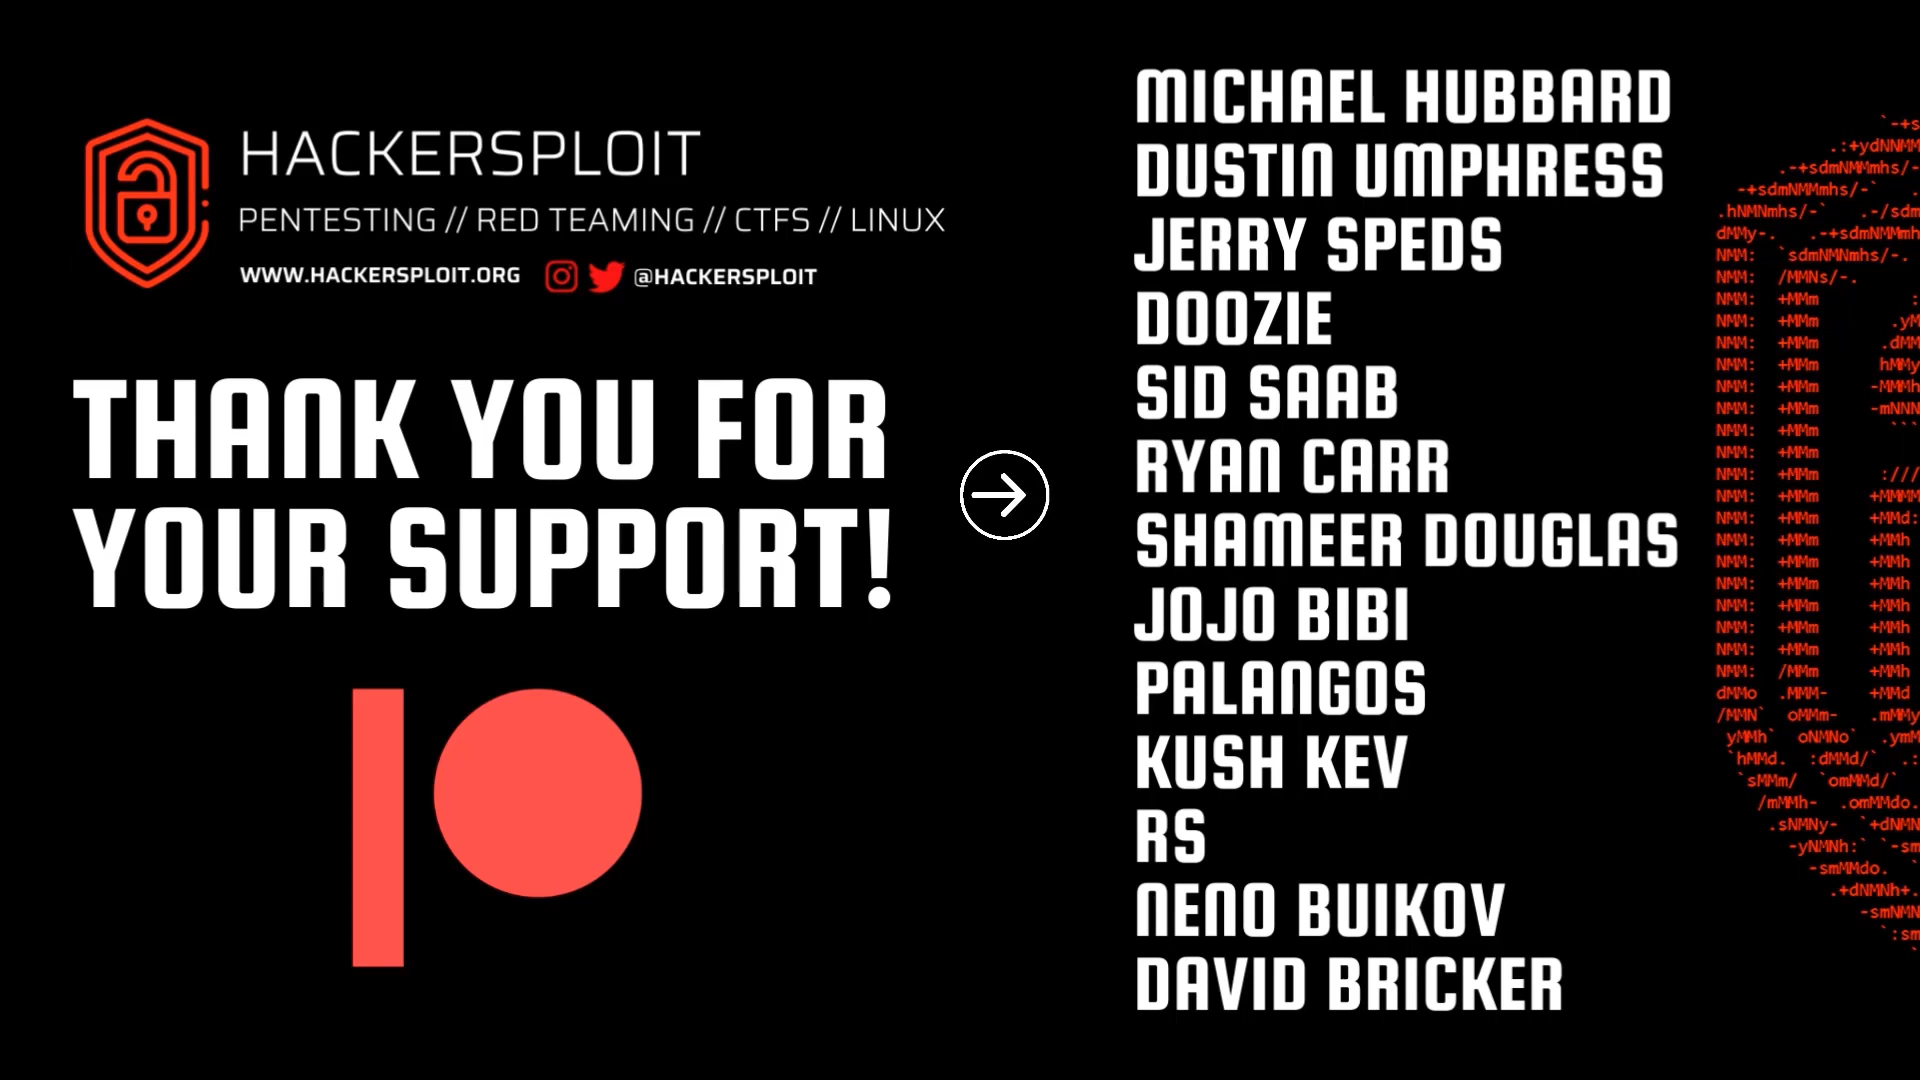 HACKERSPLOIT
PENTESTING // RED TEAMING // CTFS // LINUX
WWW.HACKERSPLOIT.ORG @HACKERSPLOIT
THANK YOU FOR
YOUR SUPPORT!
MICHAEL HUBBARD
DUSTIN UMPHRESS
JERRY SPEDS
DOOZIE
SID SAAB
RYAN CARR
SHAMEER DOUGLAS
JOJO BIBI
PALANGOS
KUSH KEV
RS
NENO BUIKOV
DAVID BRICKER